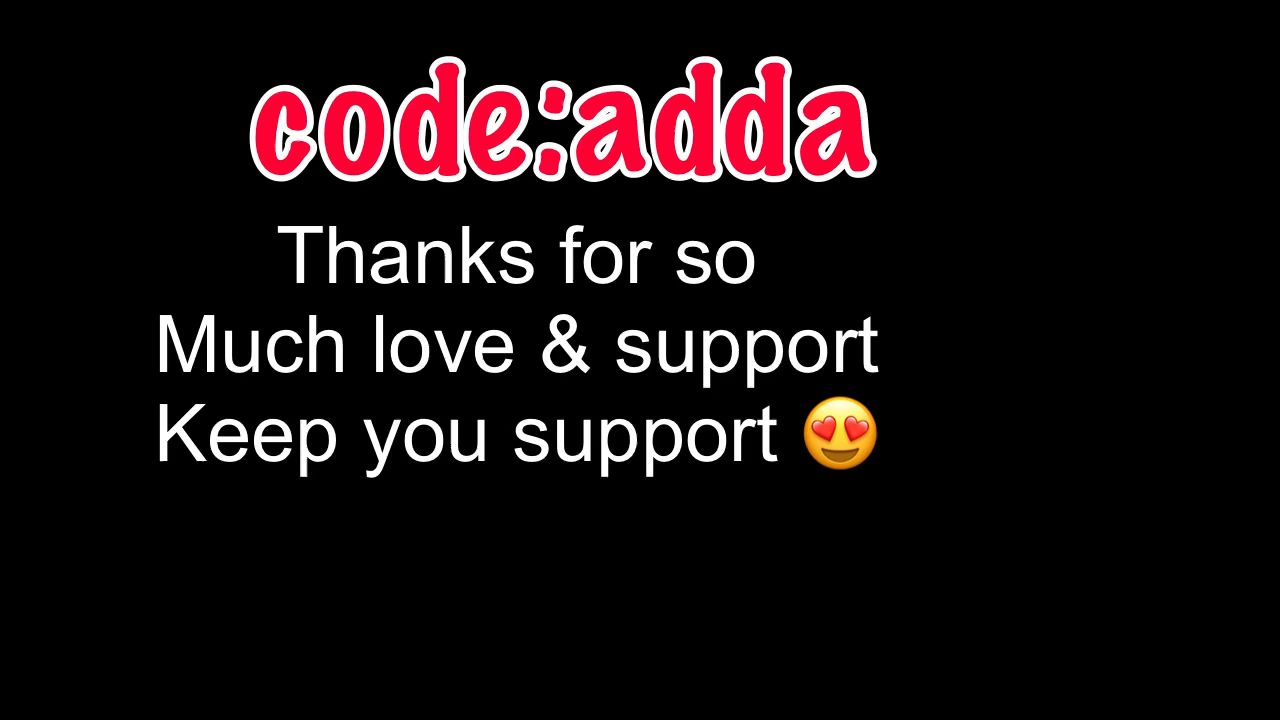 code:adda
Thanks for so
Much love & support
Keep you support 😍